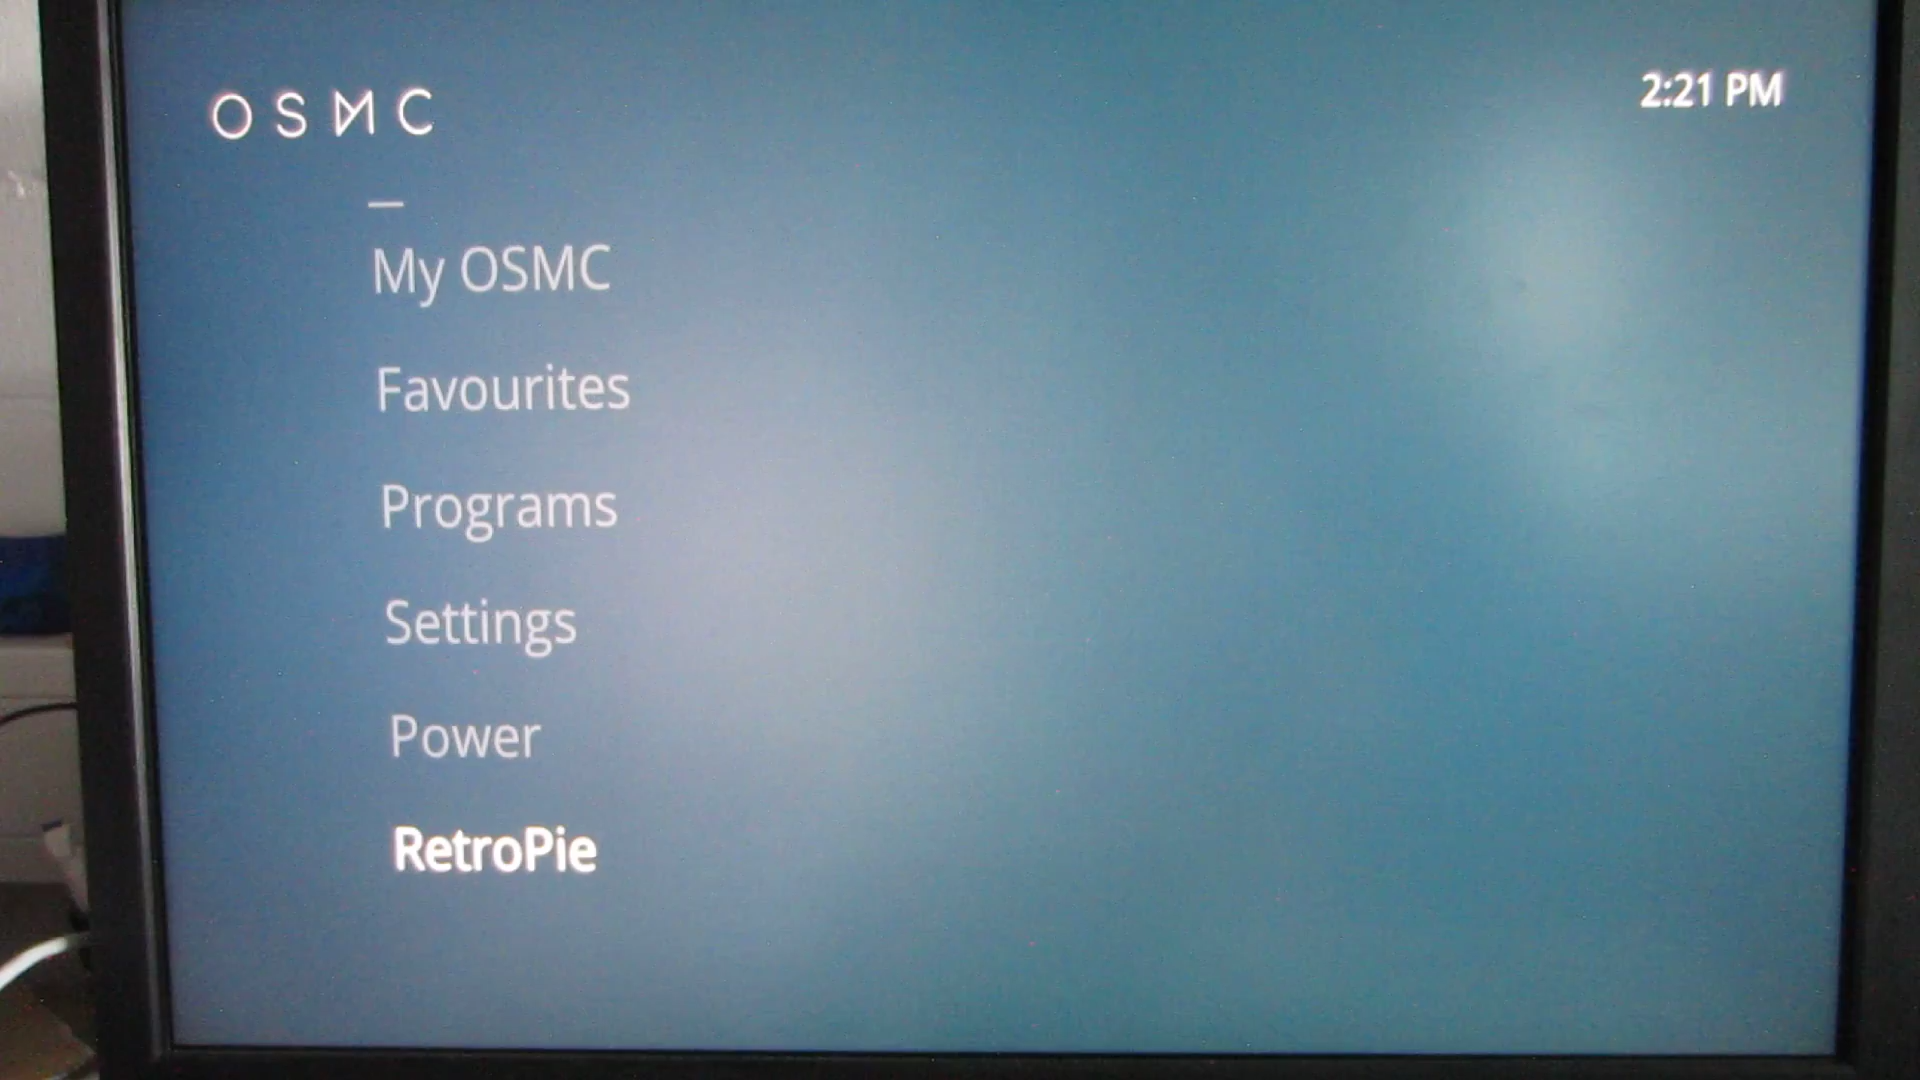 OSMC
2:21 PM
My OSMC
Favourites
Programs
Settings
Power
RetroPie